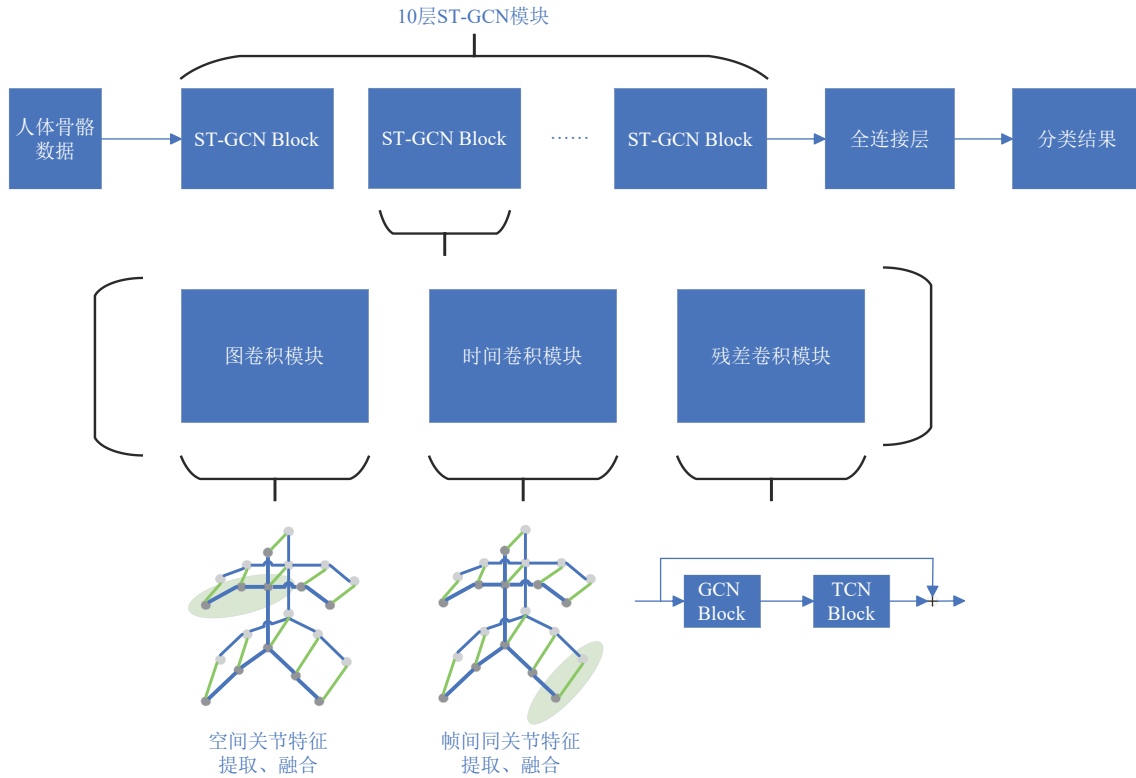 10层ST-GCN模块
人体骨骼
数据
ST-GCN Block
ST-GCN Block
……
ST-GCN Block
全连接层
分类结果
图卷积模块
时间卷积模块
残差卷积模块
GCN
Block
TCN
Block
+
空间关节特征
提取、融合
帧间同关节特征
提取、融合